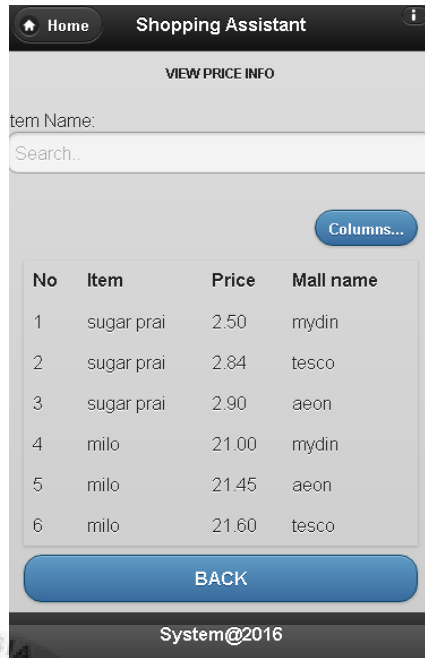 Home Shopping Assistant i
VIEW PRICE INFO
tem Name:
Search..
Columns...
No Item Price Mall name
1 sugar prai 2.50 mydin
2 sugar prai 2.84 tesco
3 sugar prai 2.90 aeon
4 milo 21.00 mydin
5 milo 21.45 aeon
6 milo 21.60 tesco
BACK
System@2016